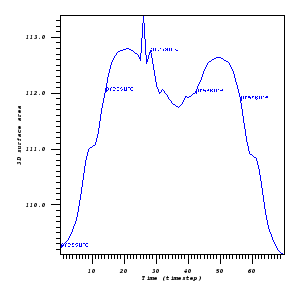 113.0
pressure
112.0
pressure
pressure
pressure
111.0
3D surface area
110.0
pressure
10 20 30 40 50 60
Time (timestep)